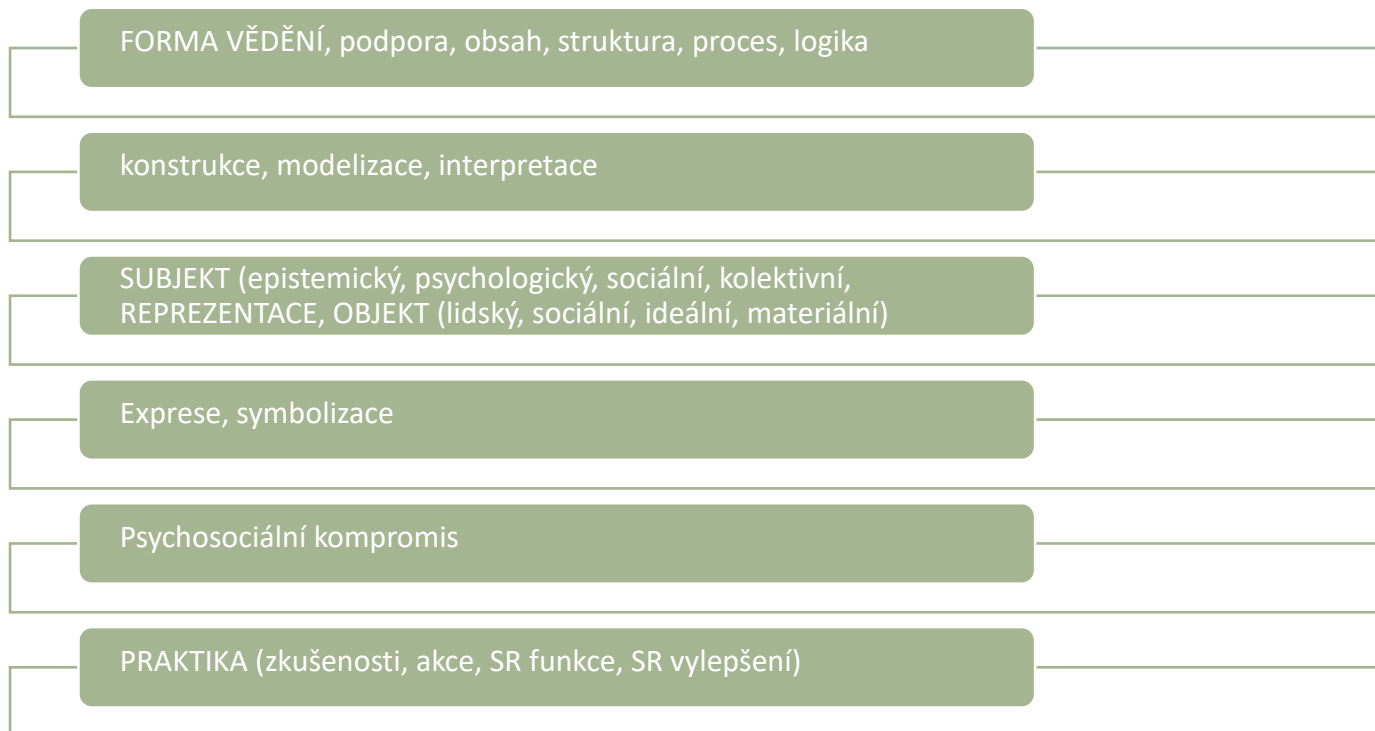 FORMA VĚDĚNÍ, podpora, obsah, struktura, proces, logika
konstrukce, modelizace, interpretace
SUBJEKT (epistemický, psychologický, sociální, kolektivní,
REPREZENTACE, OBJEKT (lidský, sociální, ideální, materiální)
Exprese, symbolizace
Psychosociální kompromis
PRAKTIKA (zkušenosti, akce, SR funkce, SR vylepšení)